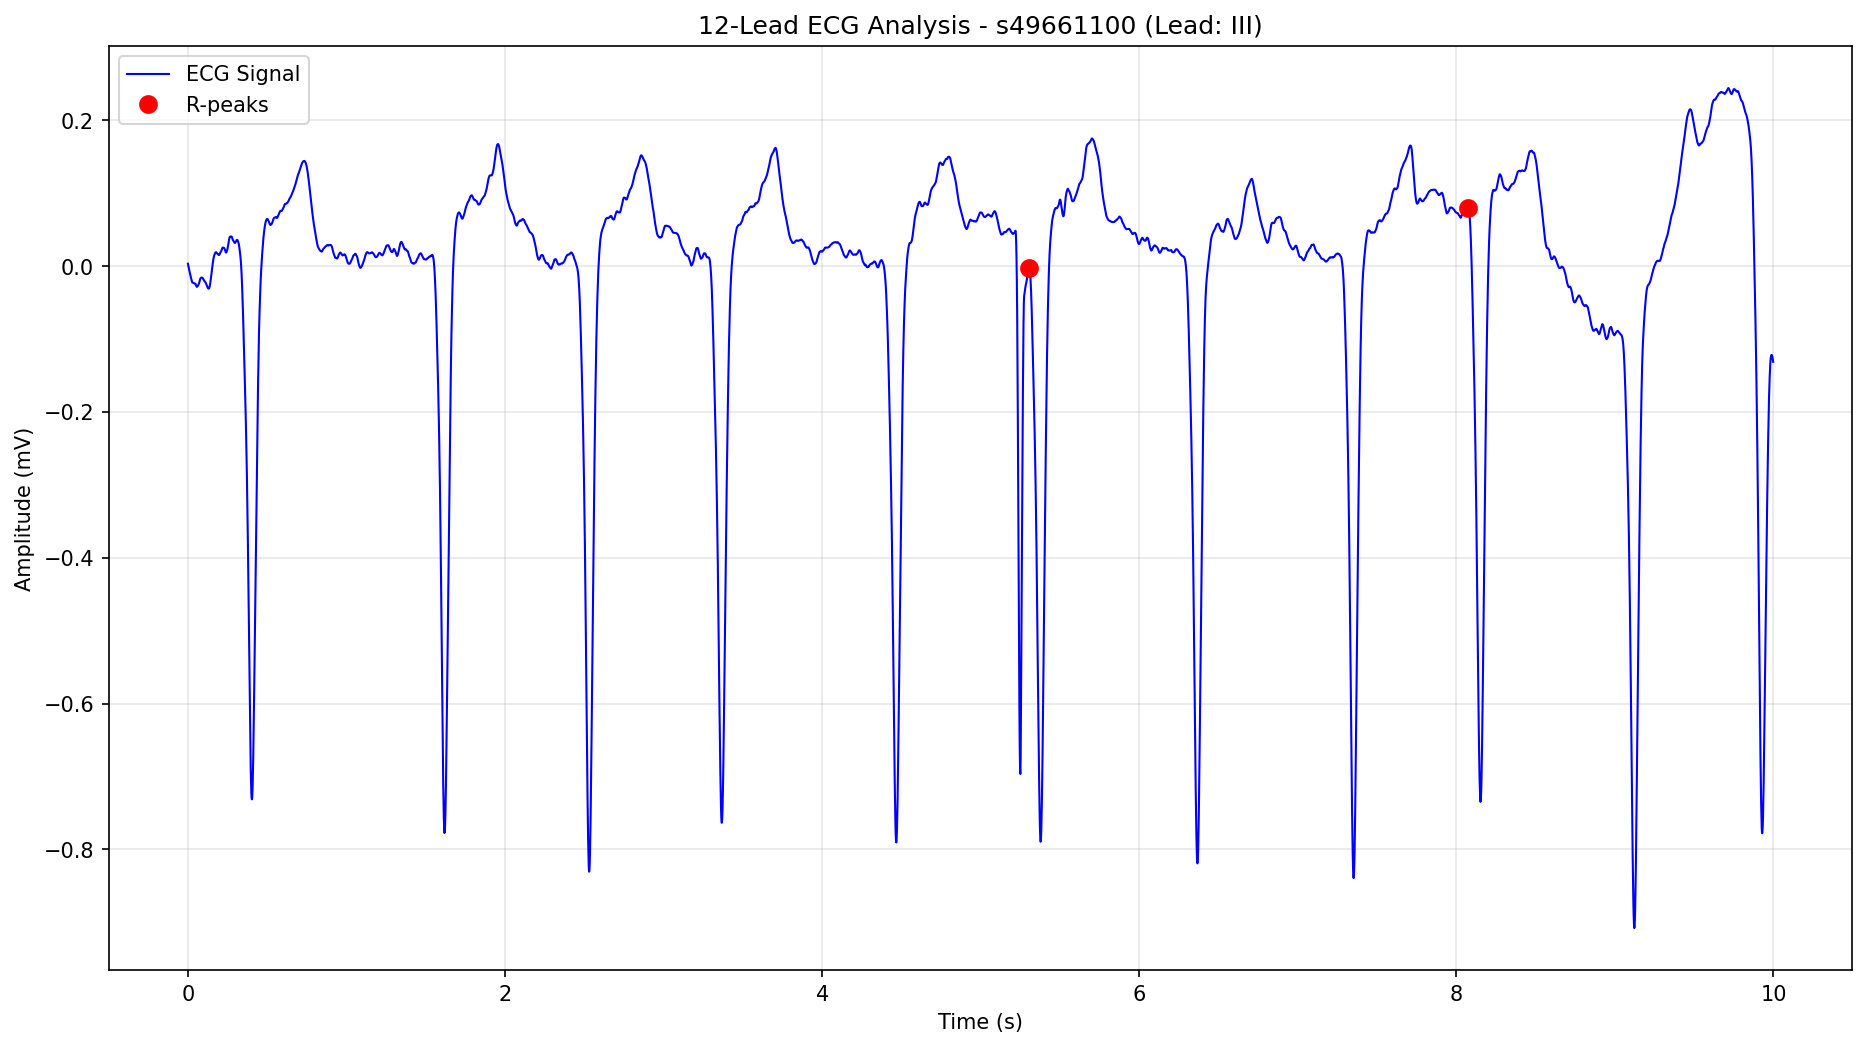 12-Lead ECG Analysis - s49661100 (Lead: III)
ECG Signal
R-peaks
0.2
0.0
−0.2
−0.4
−0.6
−0.8
Amplitude (mV)
0 2 4 6 8 10
Time (s)